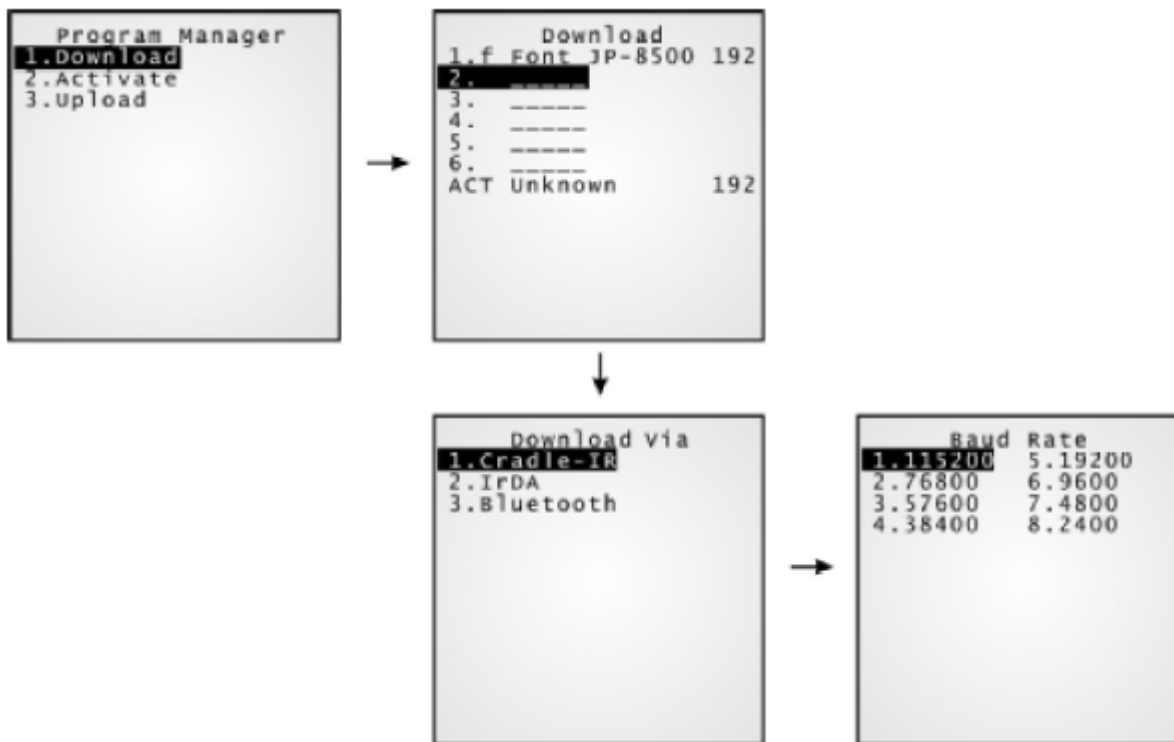 Program Manager
1.Download
2.Activate
3.Upload
Download
1.f Font JP-8500 192
2. _____
3. _____
4. _____
5. _____
6. _____
ACT Unknown 192
Download Via
1.Cradle-IR
2.IrDA
3.Bluetooth
Baud Rate
1.115200 5.19200
2.76800 6.9600
3.57600 7.4800
4.38400 8.2400